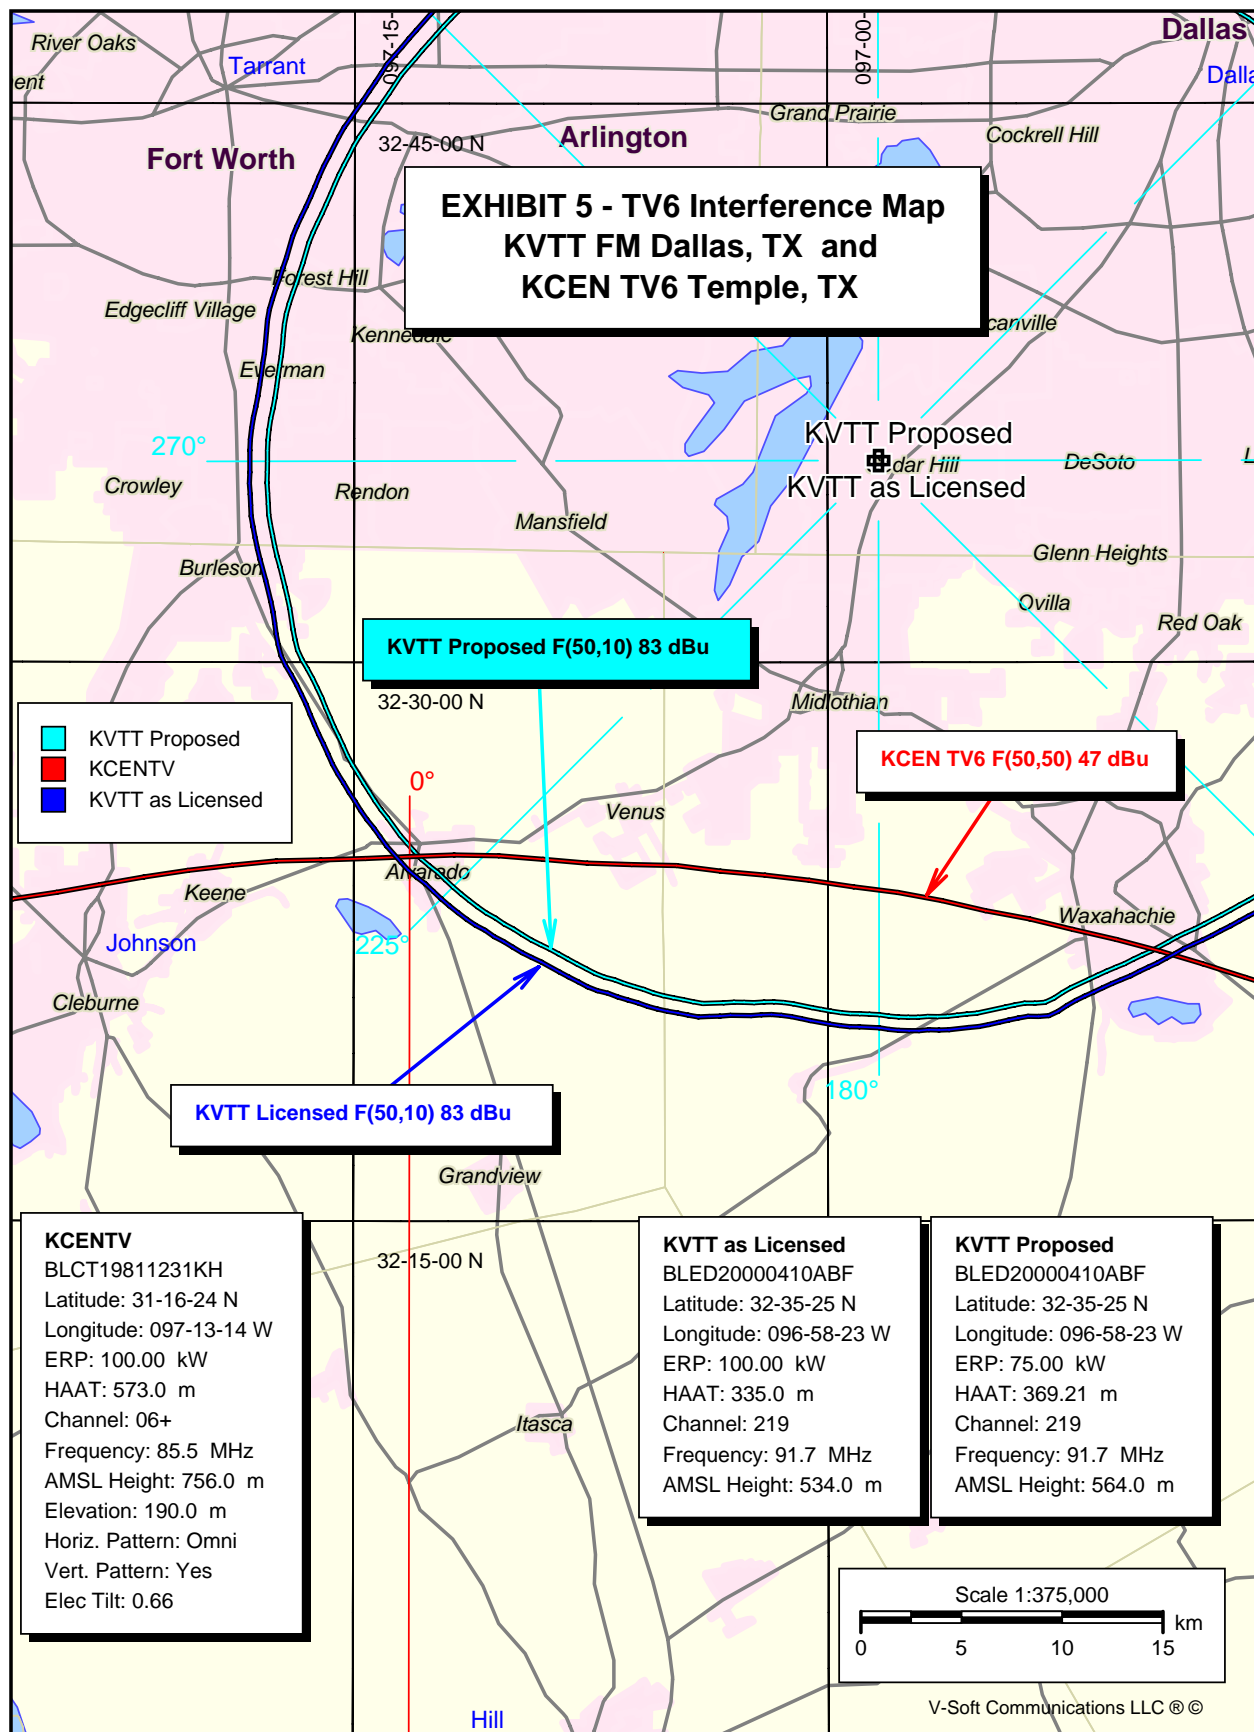 097-15-
097-00-
Dallas
River Oaks
Tarrant
Dalla
ent
Grand Prairie
Cockrell Hill
Arlington
32-45-00 N
Fort Worth
EXHIBIT 5 - TV6 Interference Map
KVTT FM Dallas, TX and
KCEN TV6 Temple, TX
Forest Hill
Edgecliff Village
Kennedale
canville
Everman
270°
KVTT Proposed
dar Hill
DeSoto
L
KVTT as Licensed
Crowley
Rendon
Mansfield
Glenn Heights
Burleson
Ovilla
Red Oak
KVTT Proposed F(50,10) 83 dBu
32-30-00 N
Midlothian
KVTT Proposed
KCENTV
KVTT as Licensed
KCEN TV6 F(50,50) 47 dBu
0°
Venus
Alvarado
Keene
Waxahachie
Johnson
225°
Cleburne
180°
KVTT Licensed F(50,10) 83 dBu
Grandview
32-15-00 N
KCENTV
BLCT19811231KH
Latitude: 31-16-24 N
Longitude: 097-13-14 W
ERP: 100.00 kW
HAAT: 573.0 m
Channel: 06+
Frequency: 85.5 MHz
AMSL Height: 756.0 m
Elevation: 190.0 m
Horiz. Pattern: Omni
Vert. Pattern: Yes
Elec Tilt: 0.66
KVTT as Licensed
BLED20000410ABF
Latitude: 32-35-25 N
Longitude: 096-58-23 W
ERP: 100.00 kW
HAAT: 335.0 m
Channel: 219
Frequency: 91.7 MHz
AMSL Height: 534.0 m
KVTT Proposed
BLED20000410ABF
Latitude: 32-35-25 N
Longitude: 096-58-23 W
ERP: 75.00 kW
HAAT: 369.21 m
Channel: 219
Frequency: 91.7 MHz
AMSL Height: 564.0 m
Itasca
Scale 1:375,000
km
0 5 10 15
V-Soft Communications LLC ® ©
Hill